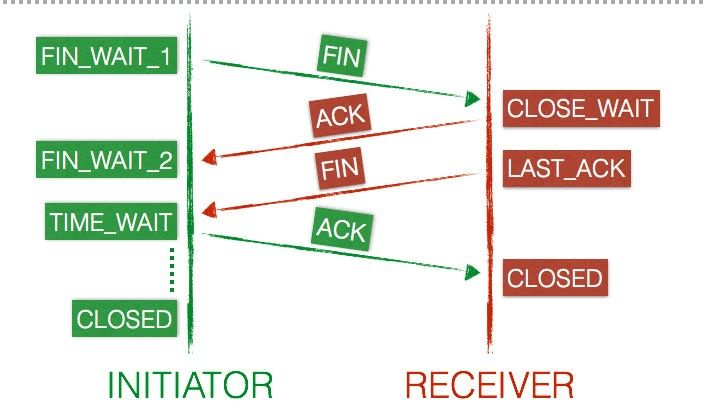 FIN_WAIT_1
FIN
CLOSE_WAIT
ACK
FIN_WAIT_2
FIN
LAST_ACK
TIME_WAIT
ACK
CLOSED
CLOSED
INITIATOR
RECEIVER